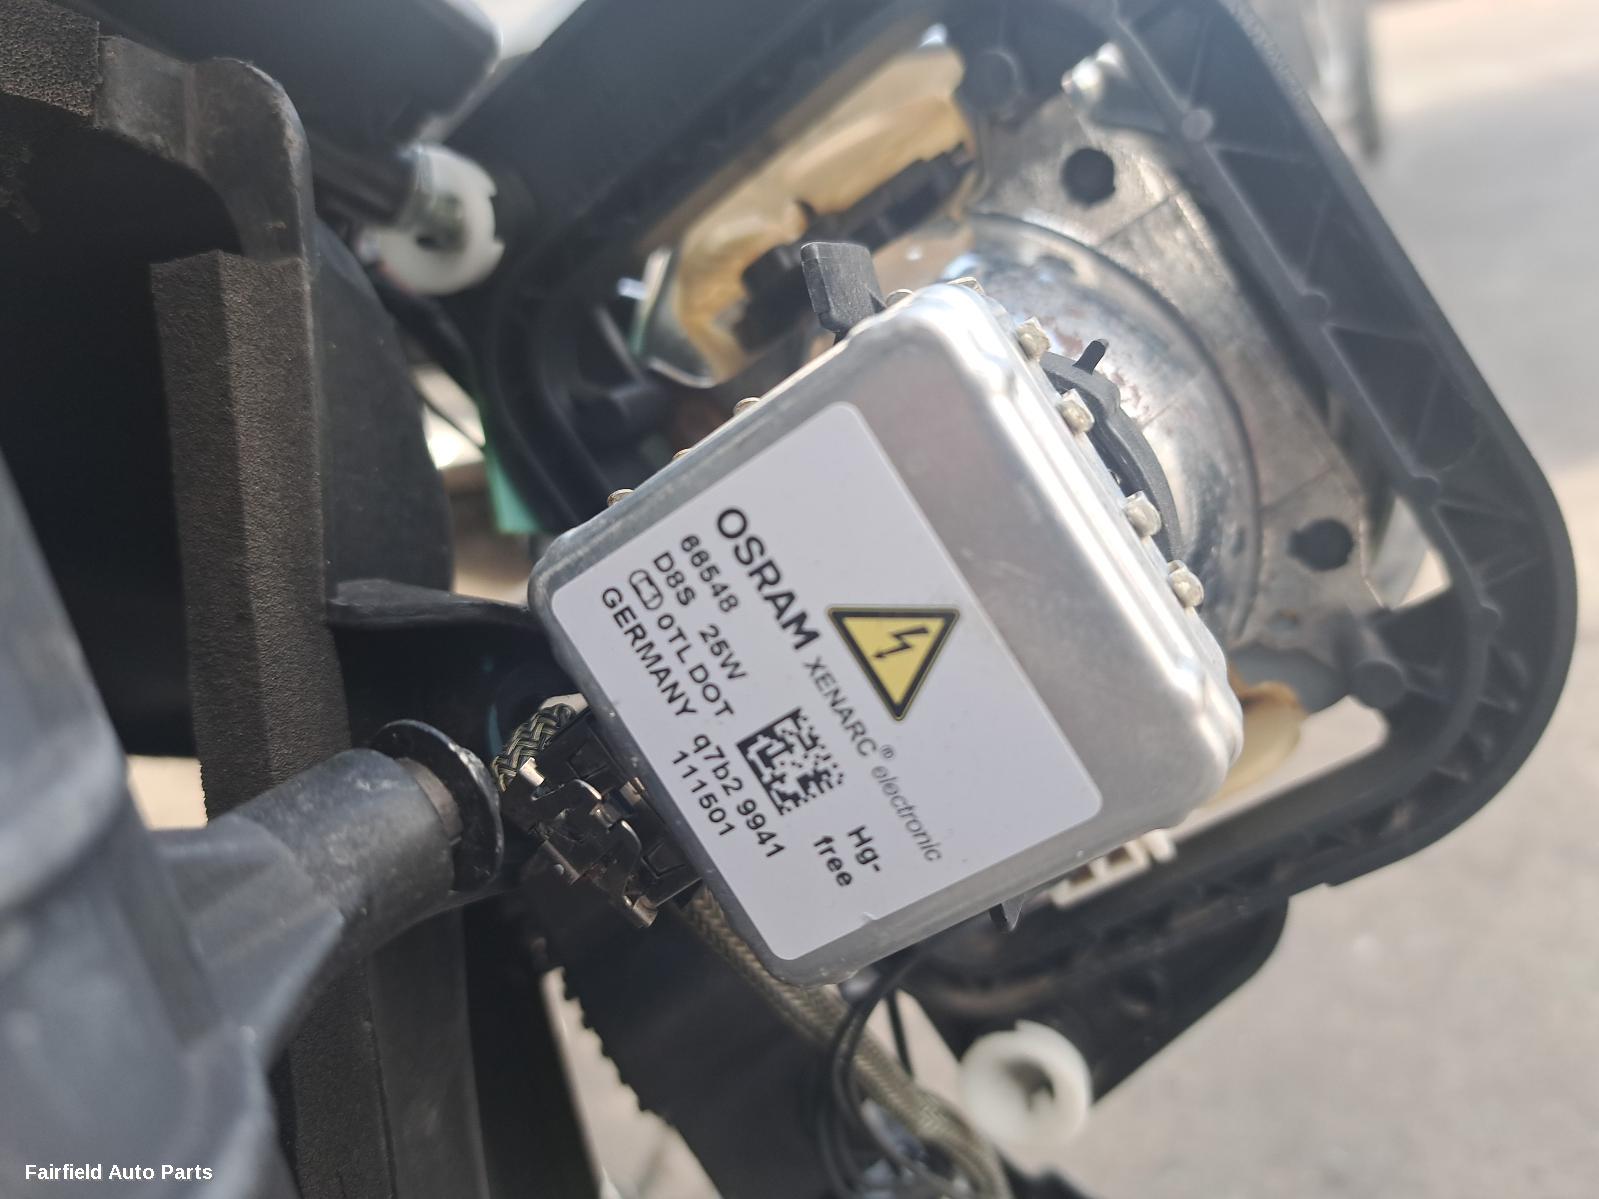 OSRAM XENARC® electronic
66548
D8S 25W
0TL DOT
GERMANY q7b2 9941
111501
Hg-
free
Fairfield Auto Parts